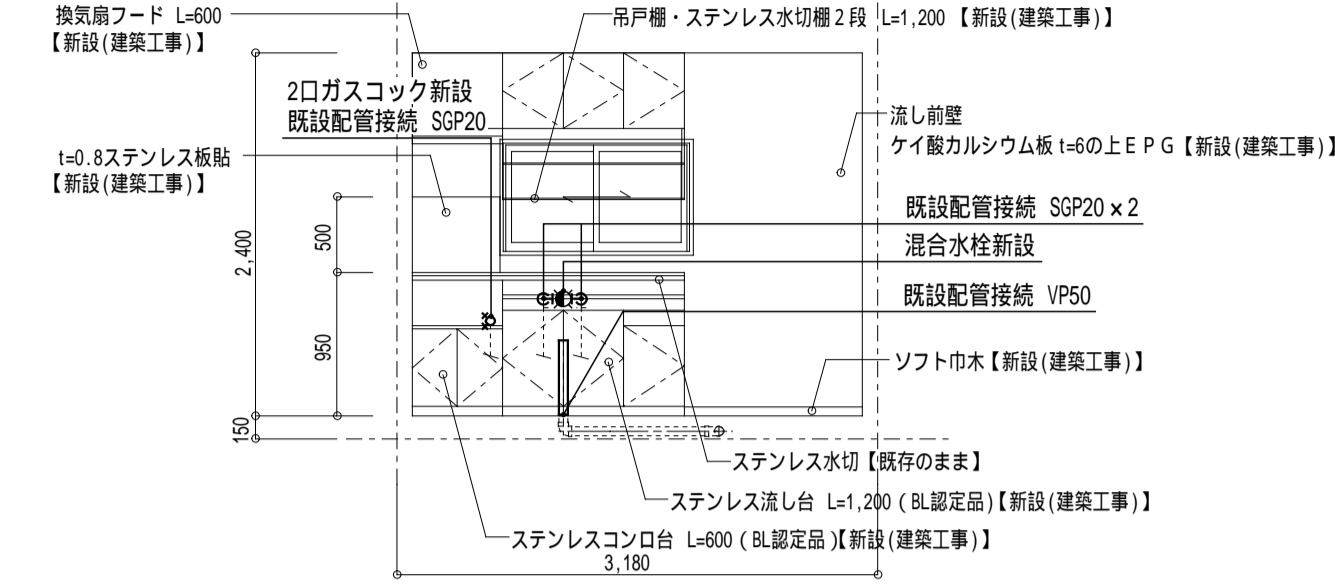 換気扇フード L=600
【新設(建築工事)】
吊戸棚・ステンレス水切棚2段 L=1,200 【新設(建築工事)】
2口ガスコック新設
既設配管接続 SGP20
流し前壁
ケイ酸カルシウム板 t=6の上EPG【新設(建築工事)】
t=0.8ステンレス板貼
【新設(建築工事)】
既設配管接続 SGP20×2
混合水栓新設
既設配管接続 VP50
2,400
500
950
150
ソフト巾木【新設(建築工事)】
ステンレス水切【既存のまま】
ステンレス流し台 L=1,200(BL認定品)【新設(建築工事)】
ステンレスコンロ台 L=600(BL認定品)【新設(建築工事)】
3,180